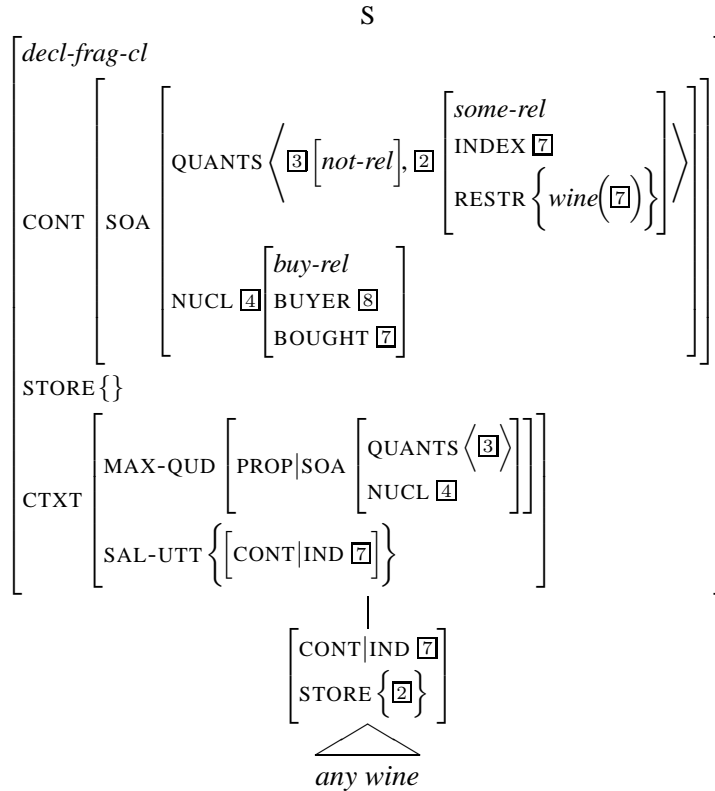 S
decl-frag-cl
some-rel
QUANTS ⟨ 3 [not-rel], 2 INDEX 7 ⟩
RESTR { wine( 7 ) }
CONT SOA
buy-rel
NUCL 4 BUYER 8
BOUGHT 7
STORE {}
QUANTS ⟨ 3 ⟩
MAX-QUD PROP|SOA
NUCL 4
CTXT
SAL-UTT { [CONT|IND 7 ] }
CONT|IND 7
STORE { 2 }
any wine